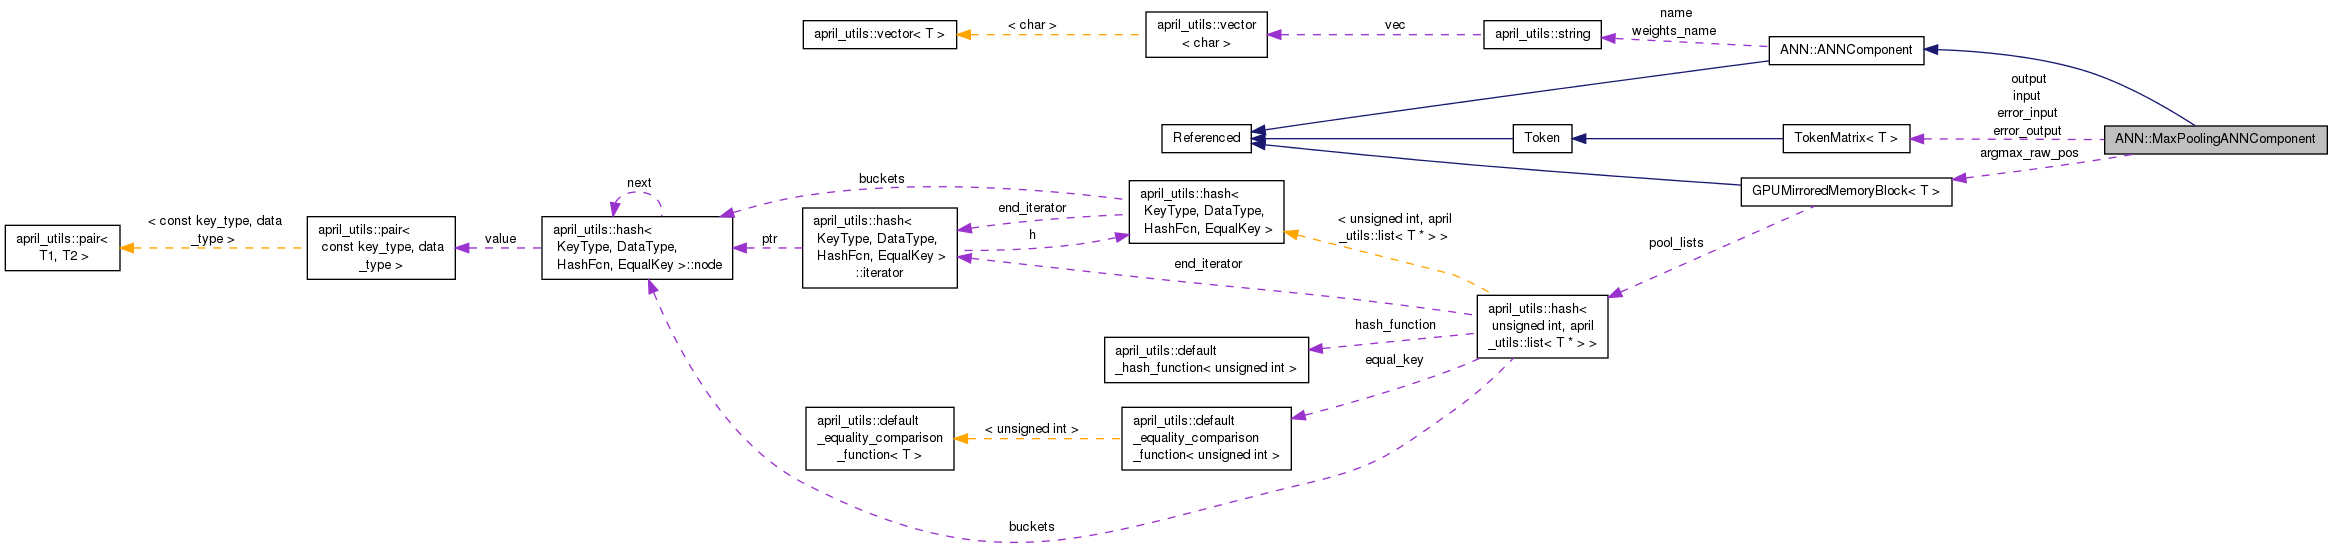 april_utils::vector< T >
< char >
april_utils::vector
< char >
vec
april_utils::string
name
weights_name
ANN::ANNComponent
output
input
error_input
error_output
ANN::MaxPoolingANNComponent
argmax_raw_pos
Referenced
Token
TokenMatrix< T >
GPUMirroredMemoryBlock< T >
pool_lists
april_utils::pair<
T1, T2 >
< const key_type, data
_type >
april_utils::pair<
const key_type, data
_type >
value
next
april_utils::hash<
KeyType, DataType,
HashFcn, EqualKey >::node
buckets
ptr
april_utils::hash<
KeyType, DataType,
HashFcn, EqualKey >
::iterator
end_iterator
h
april_utils::hash<
KeyType, DataType,
HashFcn, EqualKey >
< unsigned int, april
_utils::list< T * > >
end_iterator
april_utils::hash<
unsigned int, april
_utils::list< T * > >
hash_function
april_utils::default
_hash_function< unsigned int >
equal_key
april_utils::default
_equality_comparison
_function< T >
< unsigned int >
april_utils::default
_equality_comparison
_function< unsigned int >
buckets